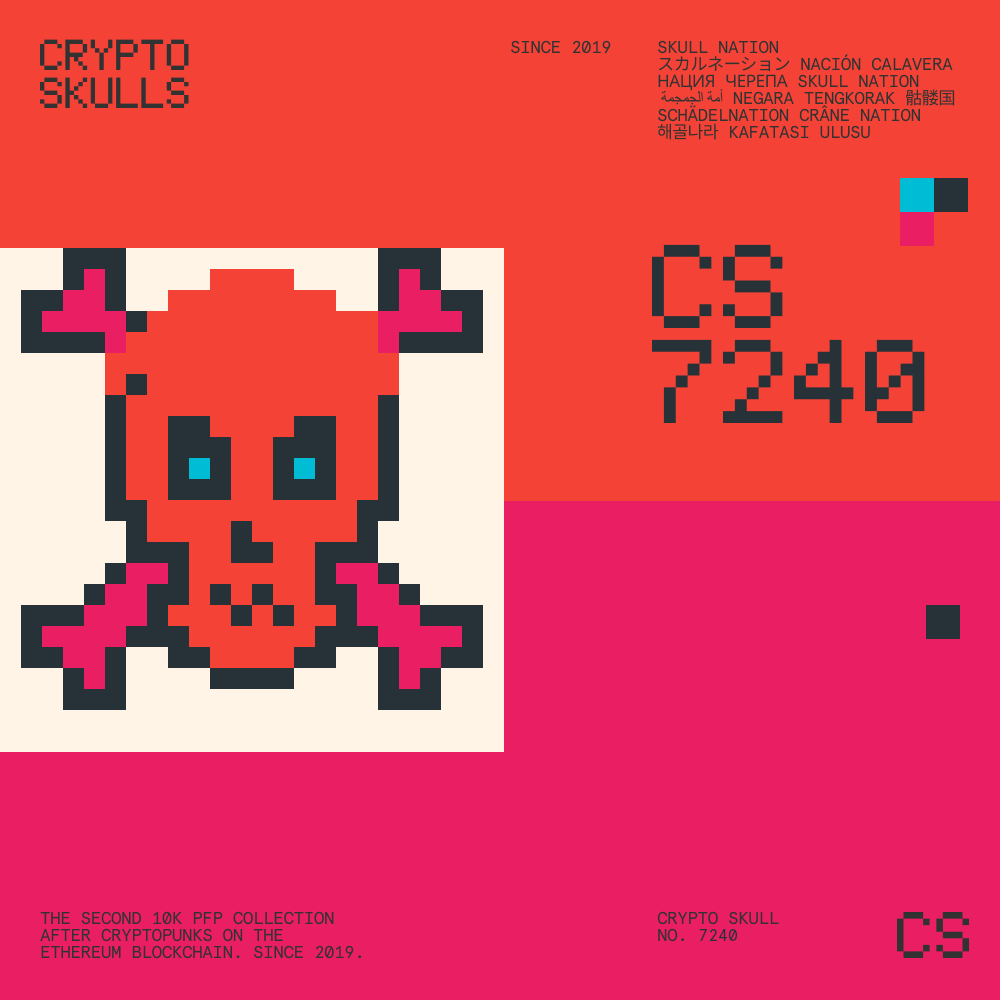 CRYPTO
SKULLS
SINCE 2019
SKULL NATION
スカルネーション NACIÓN CALAVERA
НАЦИЯ ЧЕРЕПА SKULL NATION
أمة الجمجمة NEGARA TENGKORAK 骷髅国
SCHÄDELNATION CRÂNE NATION
해골나라 KAFATASI ULUSU
CS
7240
THE SECOND 10K PFP COLLECTION
AFTER CRYPTOPUNKS ON THE
ETHEREUM BLOCKCHAIN. SINCE 2019.
CRYPTO SKULL
NO. 7240
CS